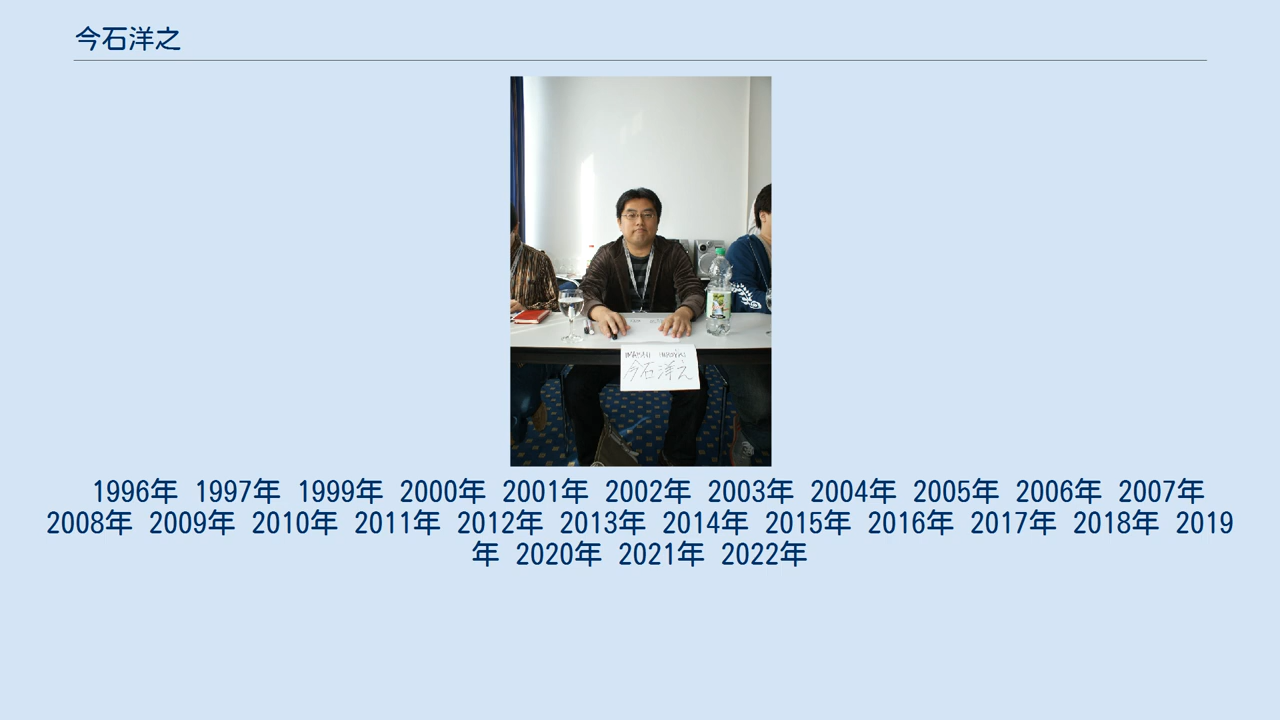 今石洋之
IMAISHI HIROYUKI
今石洋之
1996年 1997年 1999年 2000年 2001年 2002年 2003年 2004年 2005年 2006年 2007年
2008年 2009年 2010年 2011年 2012年 2013年 2014年 2015年 2016年 2017年 2018年 2019
年 2020年 2021年 2022年